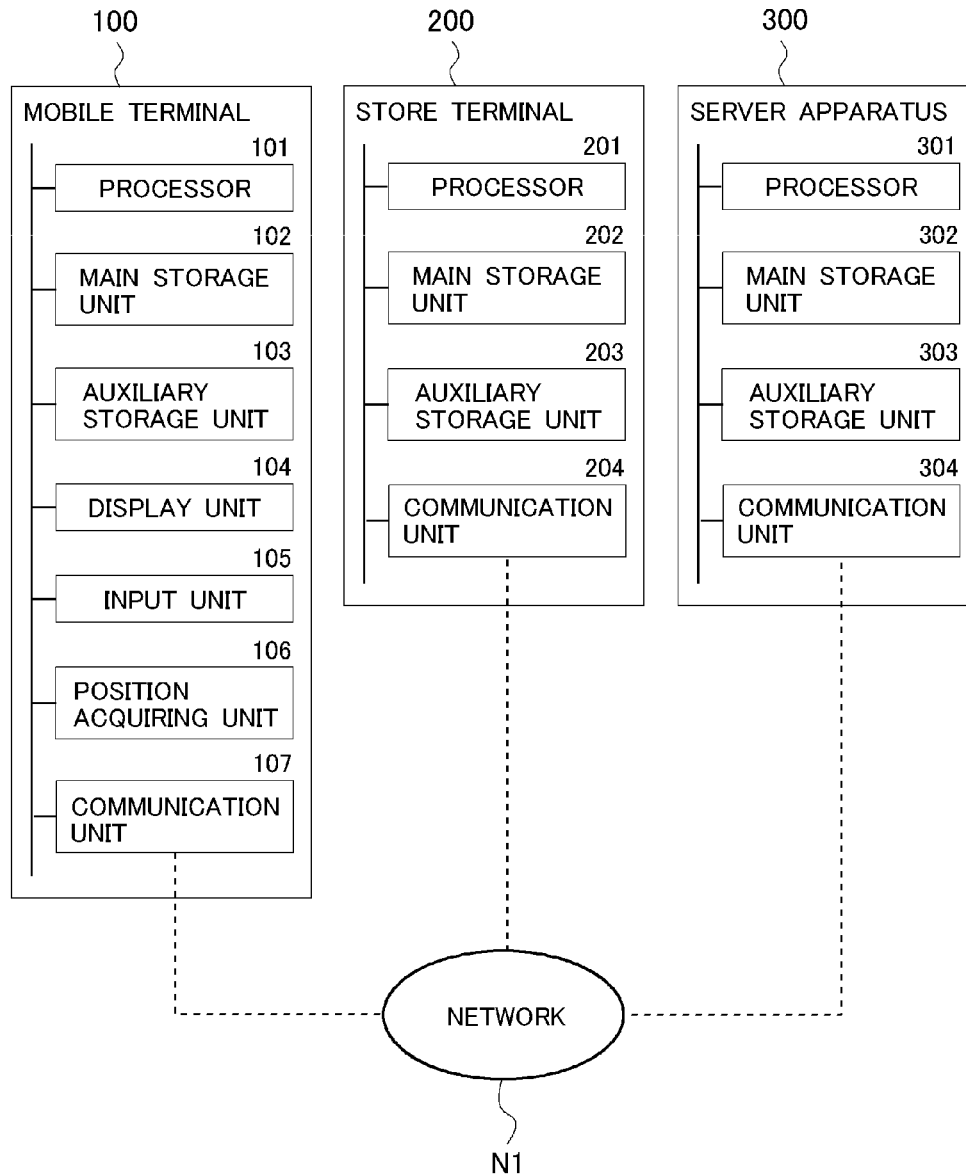 100
MOBILE TERMINAL
101
PROCESSOR
102
MAIN STORAGE
UNIT
103
AUXILIARY
STORAGE UNIT
104
DISPLAY UNIT
105
INPUT UNIT
106
POSITION
ACQUIRING UNIT
107
COMMUNICATION
UNIT
200
STORE TERMINAL
201
PROCESSOR
202
MAIN STORAGE
UNIT
203
AUXILIARY
STORAGE UNIT
204
COMMUNICATION
UNIT
300
SERVER APPARATUS
301
PROCESSOR
302
MAIN STORAGE
UNIT
303
AUXILIARY
STORAGE UNIT
304
COMMUNICATION
UNIT
NETWORK
N1